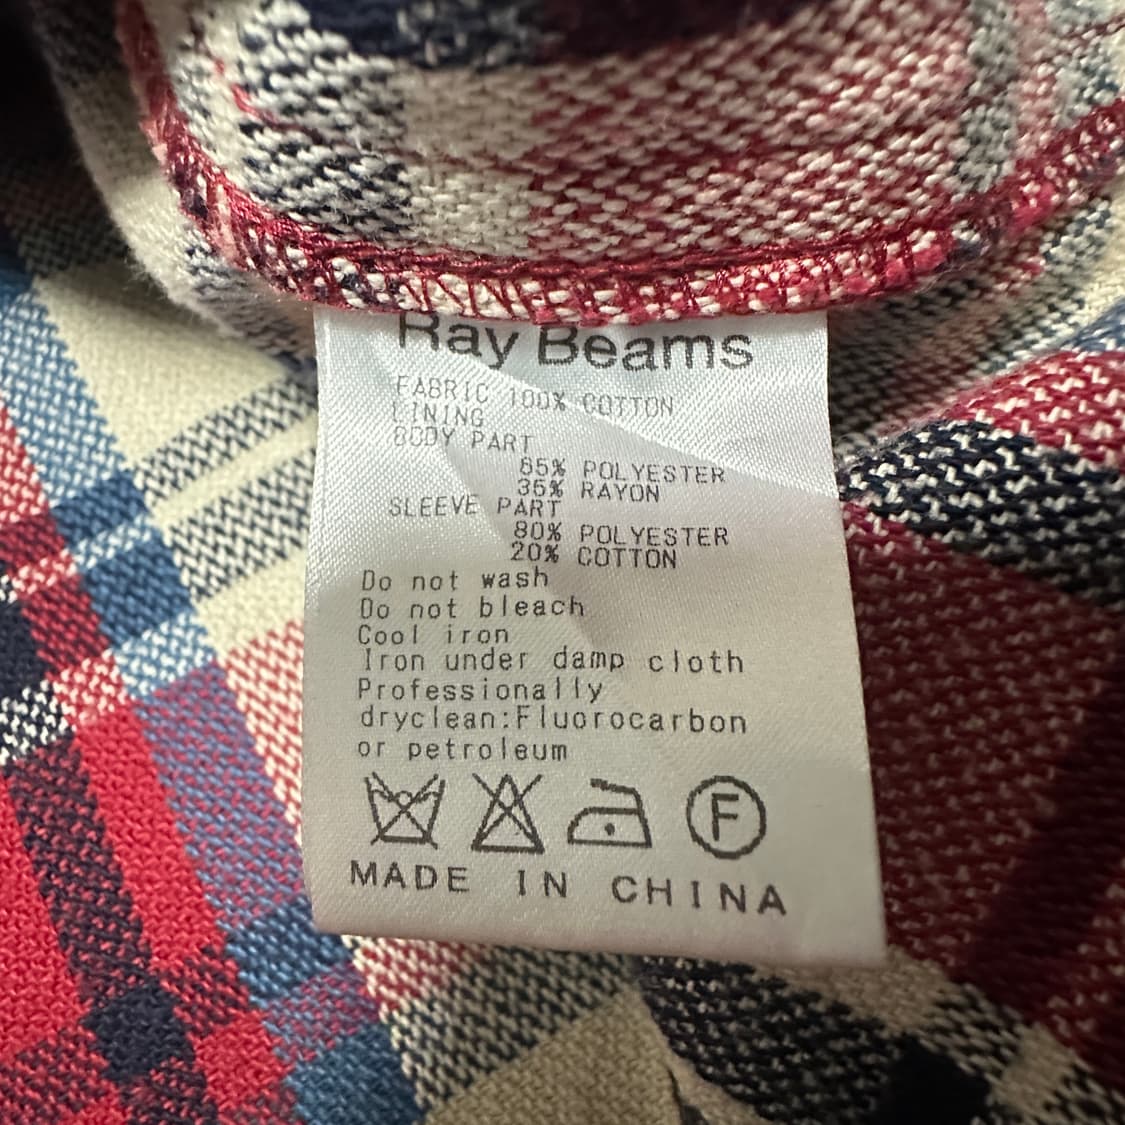 Ray Beams
FABRIC 100% COTTON
LINING
BODY PART
65% POLYESTER
35% RAYON
SLEEVE PART
80% POLYESTER
20% COTTON
Do not wash
Do not bleach
Cool iron
Iron under damp cloth
Professionally
dryclean:Fluorocarbon
or petroleum
F
MADE IN CHINA